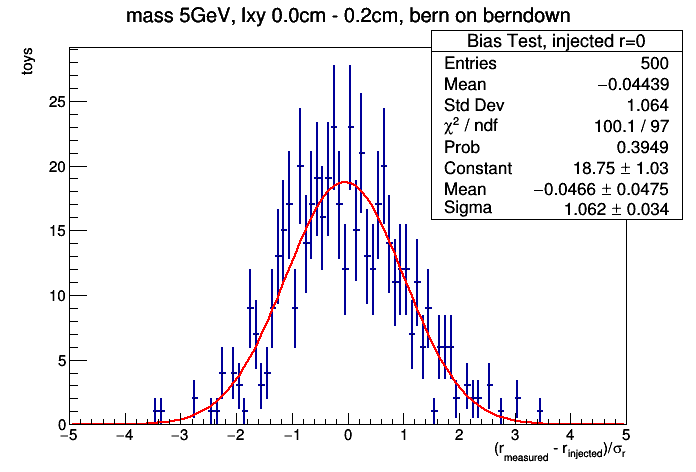 mass 5GeV, lxy 0.0cm - 0.2cm, bern on berndown
toys
Bias Test, injected r=0
Entries 500
Mean −0.04439
Std Dev 1.064
χ² / ndf 100.1 / 97
Prob 0.3949
Constant 18.75 ± 1.03
Mean −0.0466 ± 0.0475
Sigma 1.062 ± 0.034
25
20
15
10
5
0
−5 −4 −3 −2 −1 0 1 2 3 4 5
(r_measured - r_injected)/σ_r